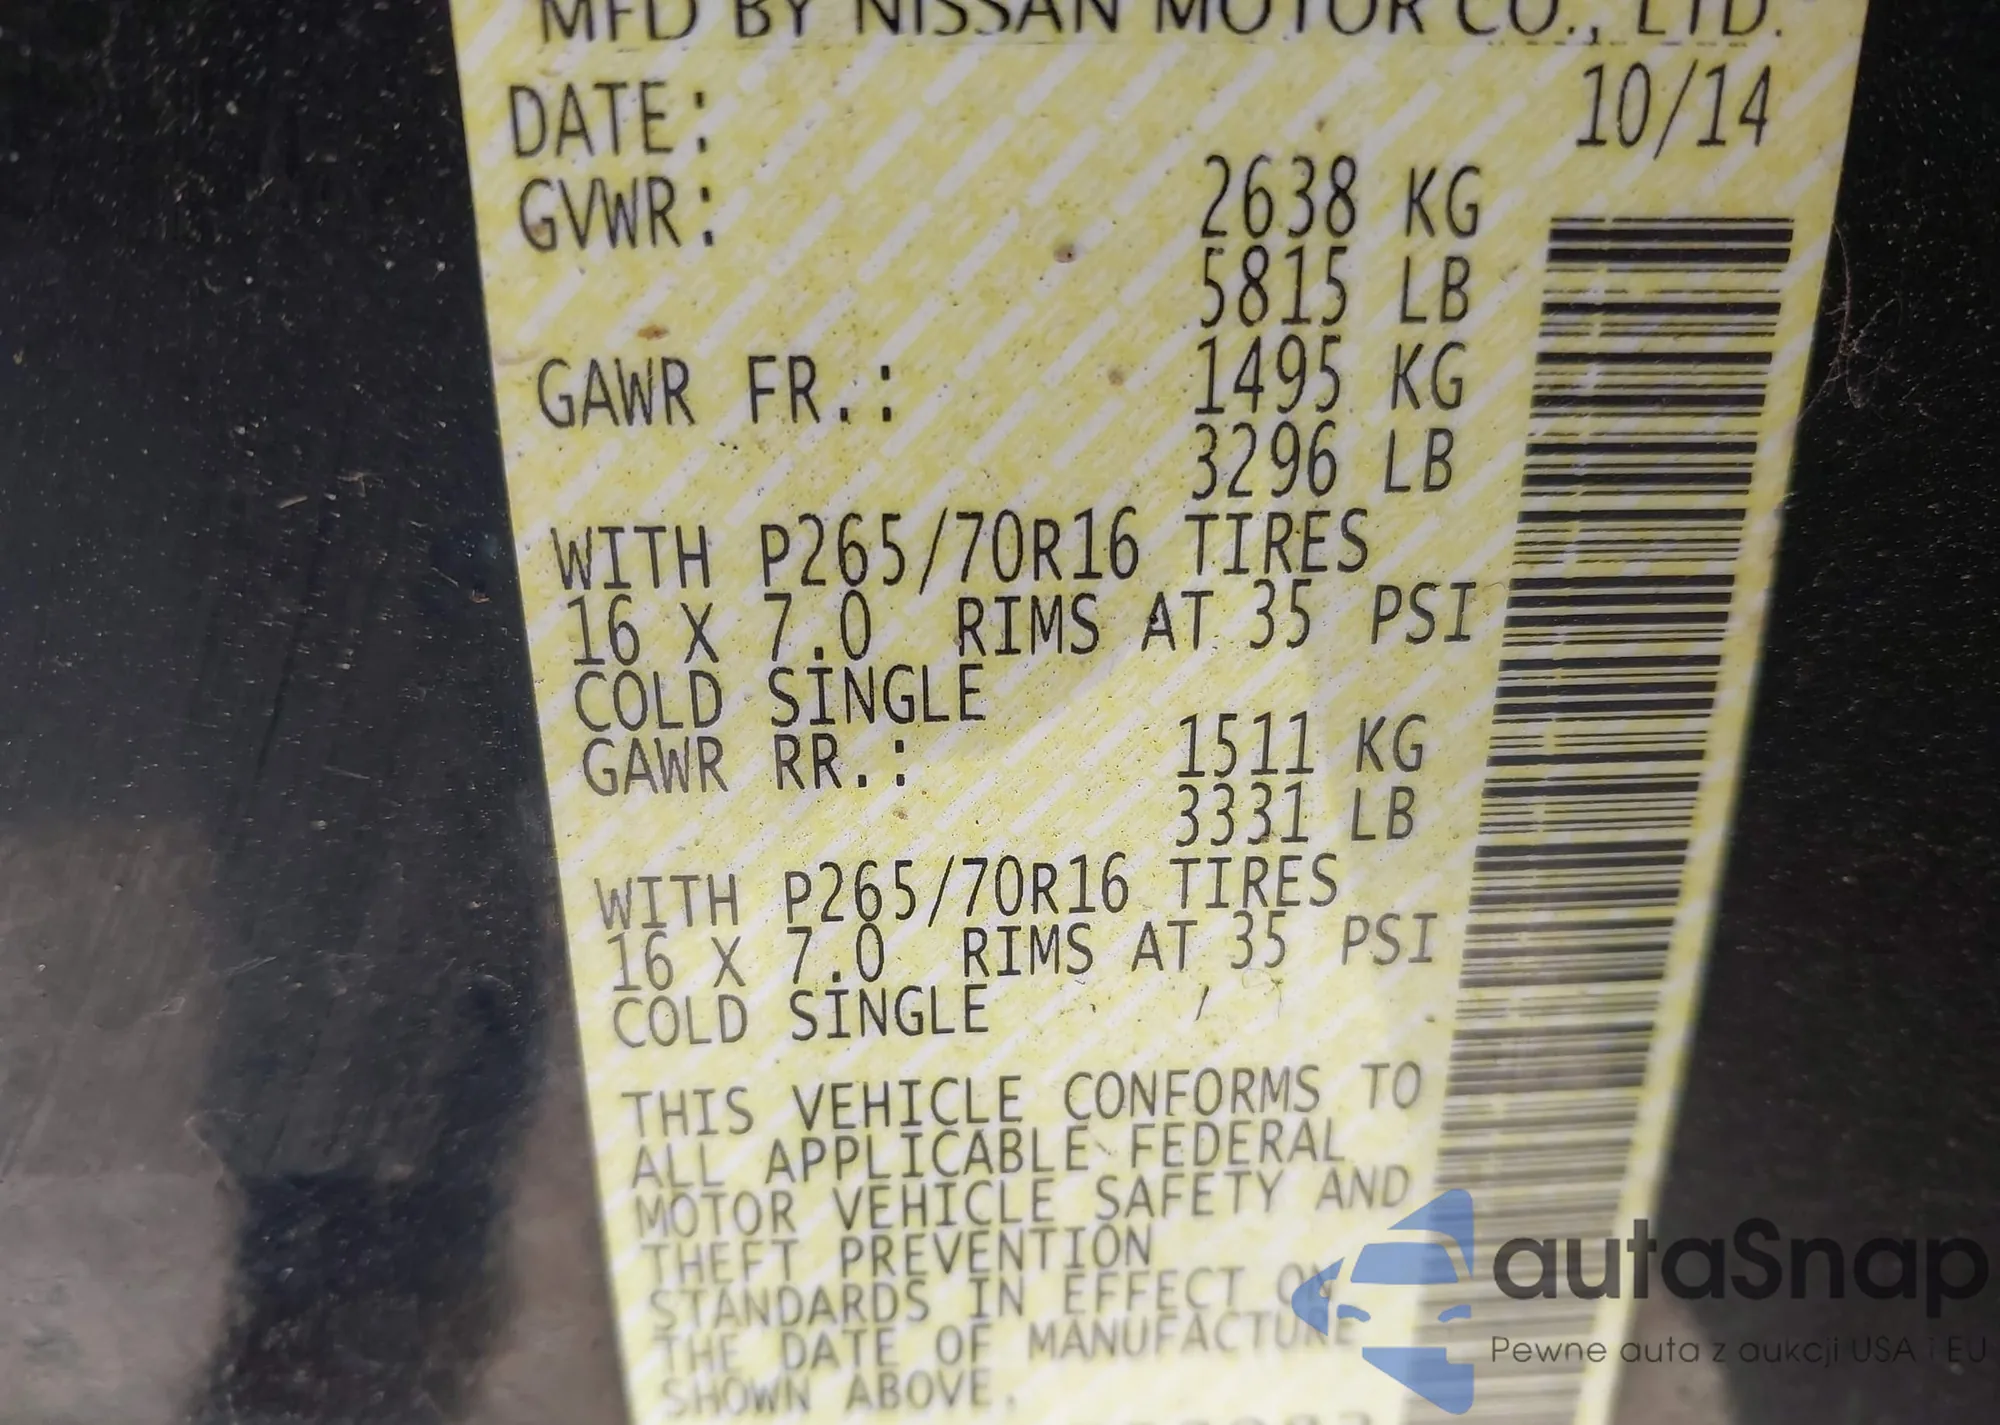 MFD BY NISSAN MOTOR CO., LTD.
DATE: 10/14
GVWR: 2638 KG
5815 LB
GAWR FR.: 1495 KG
3296 LB
WITH P265/70R16 TIRES
16 X 7.0 RIMS AT 35 PSI
COLD SINGLE
GAWR RR.: 1511 KG
3331 LB
WITH P265/70R16 TIRES
16 X 7.0 RIMS AT 35 PSI
COLD SINGLE
THIS VEHICLE CONFORMS TO
ALL APPLICABLE FEDERAL
MOTOR VEHICLE SAFETY AND
THEFT PREVENTION
STANDARDS IN EFFECT ON
THE DATE OF MANUFACTURE
SHOWN ABOVE.
autaSnap
Pewne auta z aukcji USA i EU